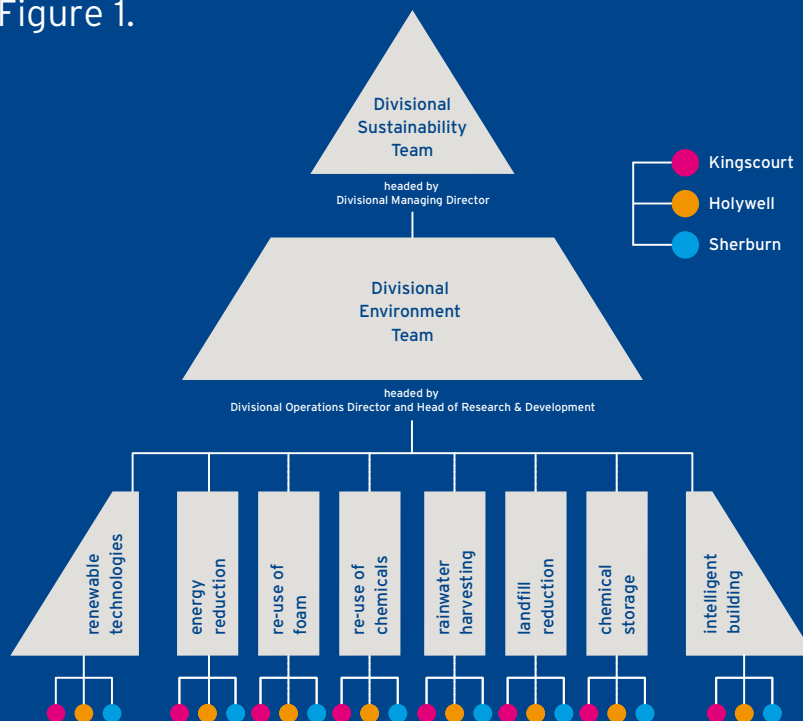 Figure 1.
Divisional
Sustainability
Team
headed by
Divisional Managing Director
Kingscourt
Holywell
Sherburn
Divisional
Environment
Team
headed by
Divisional Operations Director and Head of Research & Development
renewable
technologies
energy
reduction
re-use of
foam
re-use of
chemicals
rainwater
harvesting
landfill
reduction
chemical
storage
intelligent
building